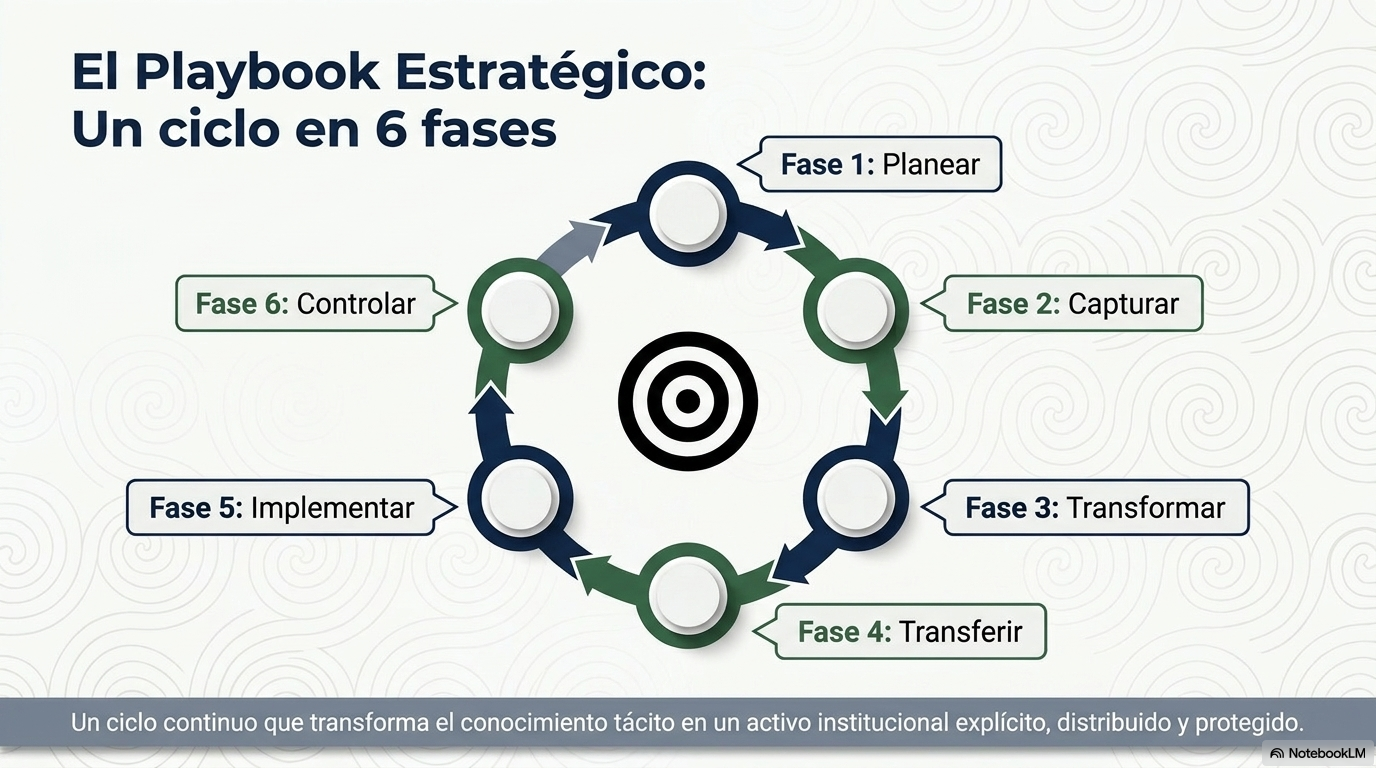 El Playbook Estratégico:
Un ciclo en 6 fases
Fase 1: Planear
Fase 2: Capturar
Fase 3: Transformar
Fase 4: Transferir
Fase 5: Implementar
Fase 6: Controlar
Un ciclo continuo que transforma el conocimiento tácito en un activo institucional explícito, distribuido y protegido.
NotebookLM